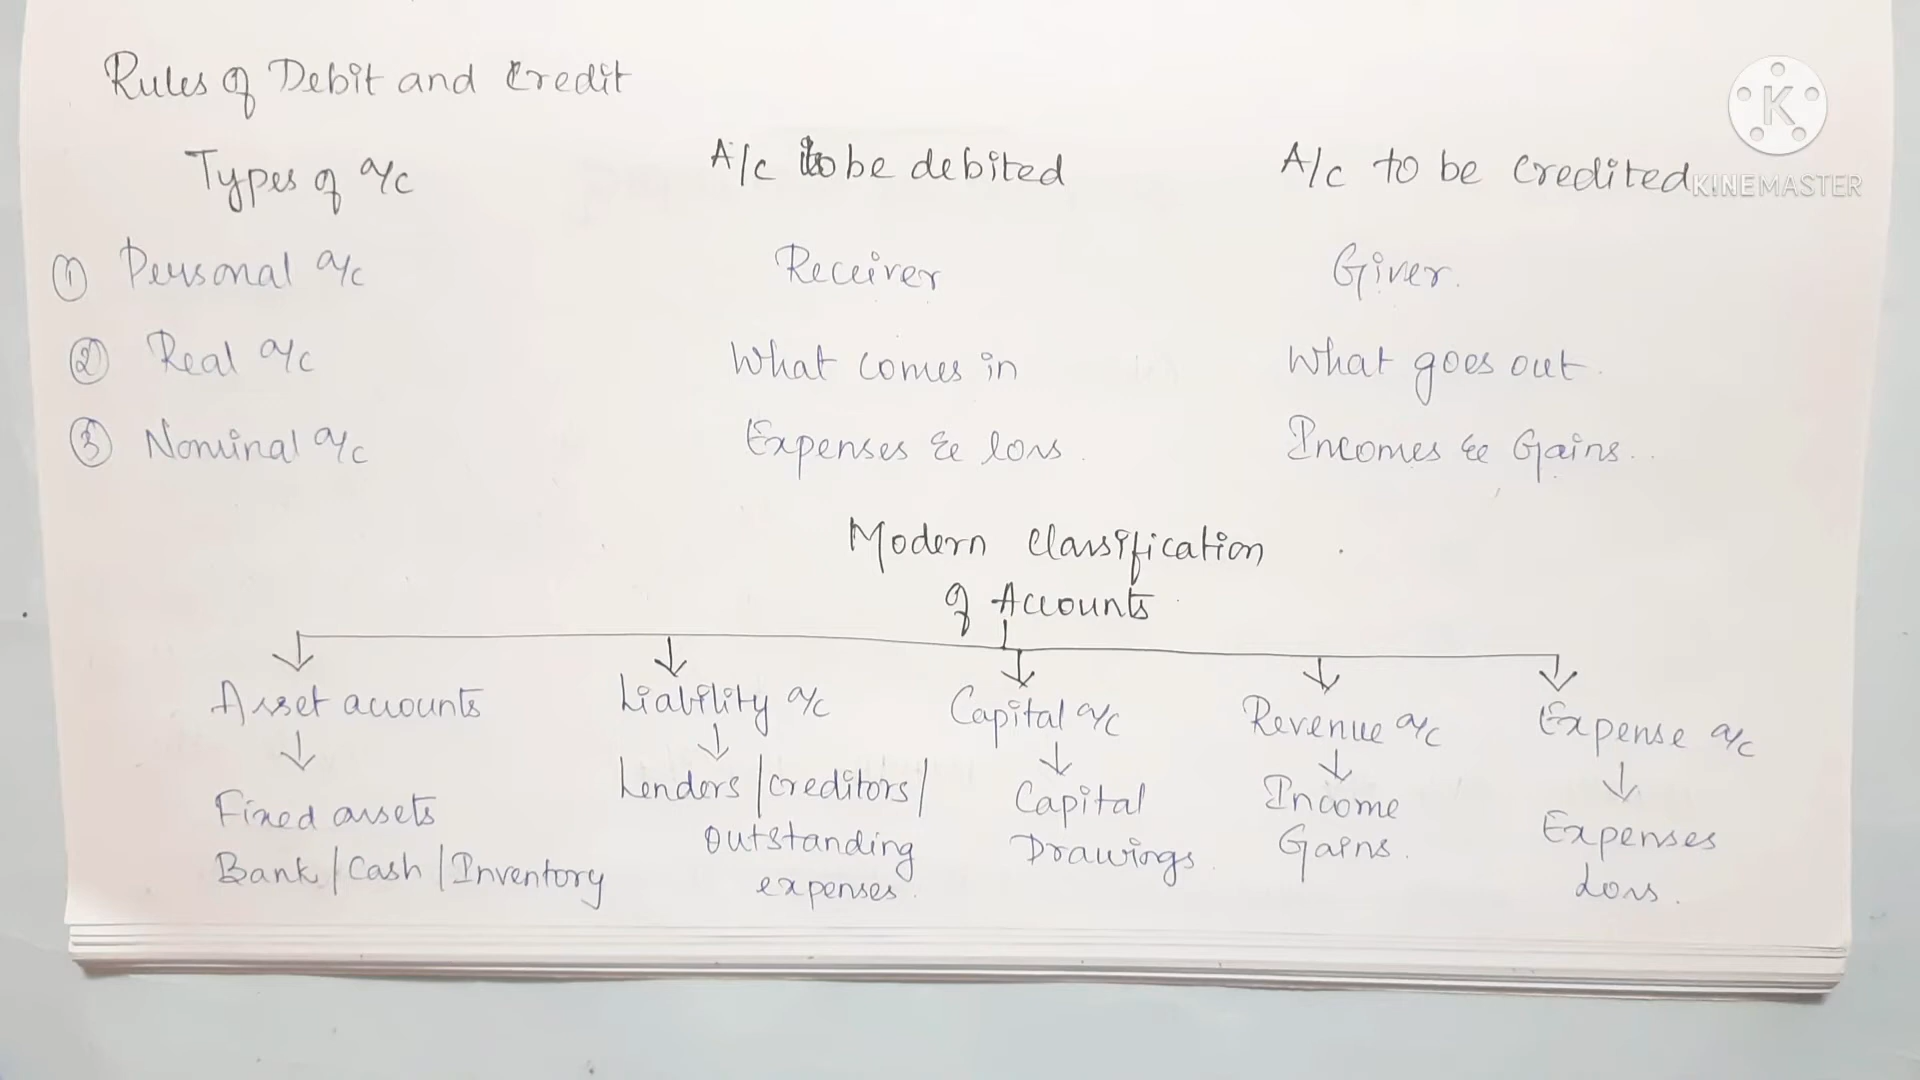 Rules of Debit and Credit
Types of a/c A/c to be debited A/c to be Credited
KINEMASTER
① Personal a/c Receiver Giver.
② Real a/c What comes in What goes out.
③ Nominal a/c Expenses & loss. Incomes & Gains..
Modern Classification
of Accounts
Asset accounts Liability a/c Capital a/c Revenue a/c Expense a/c
Fixed assets Lenders/creditors/ Capital Income Expenses
Bank/Cash/Inventory outstanding Drawings. Gains. Loss.
expenses.